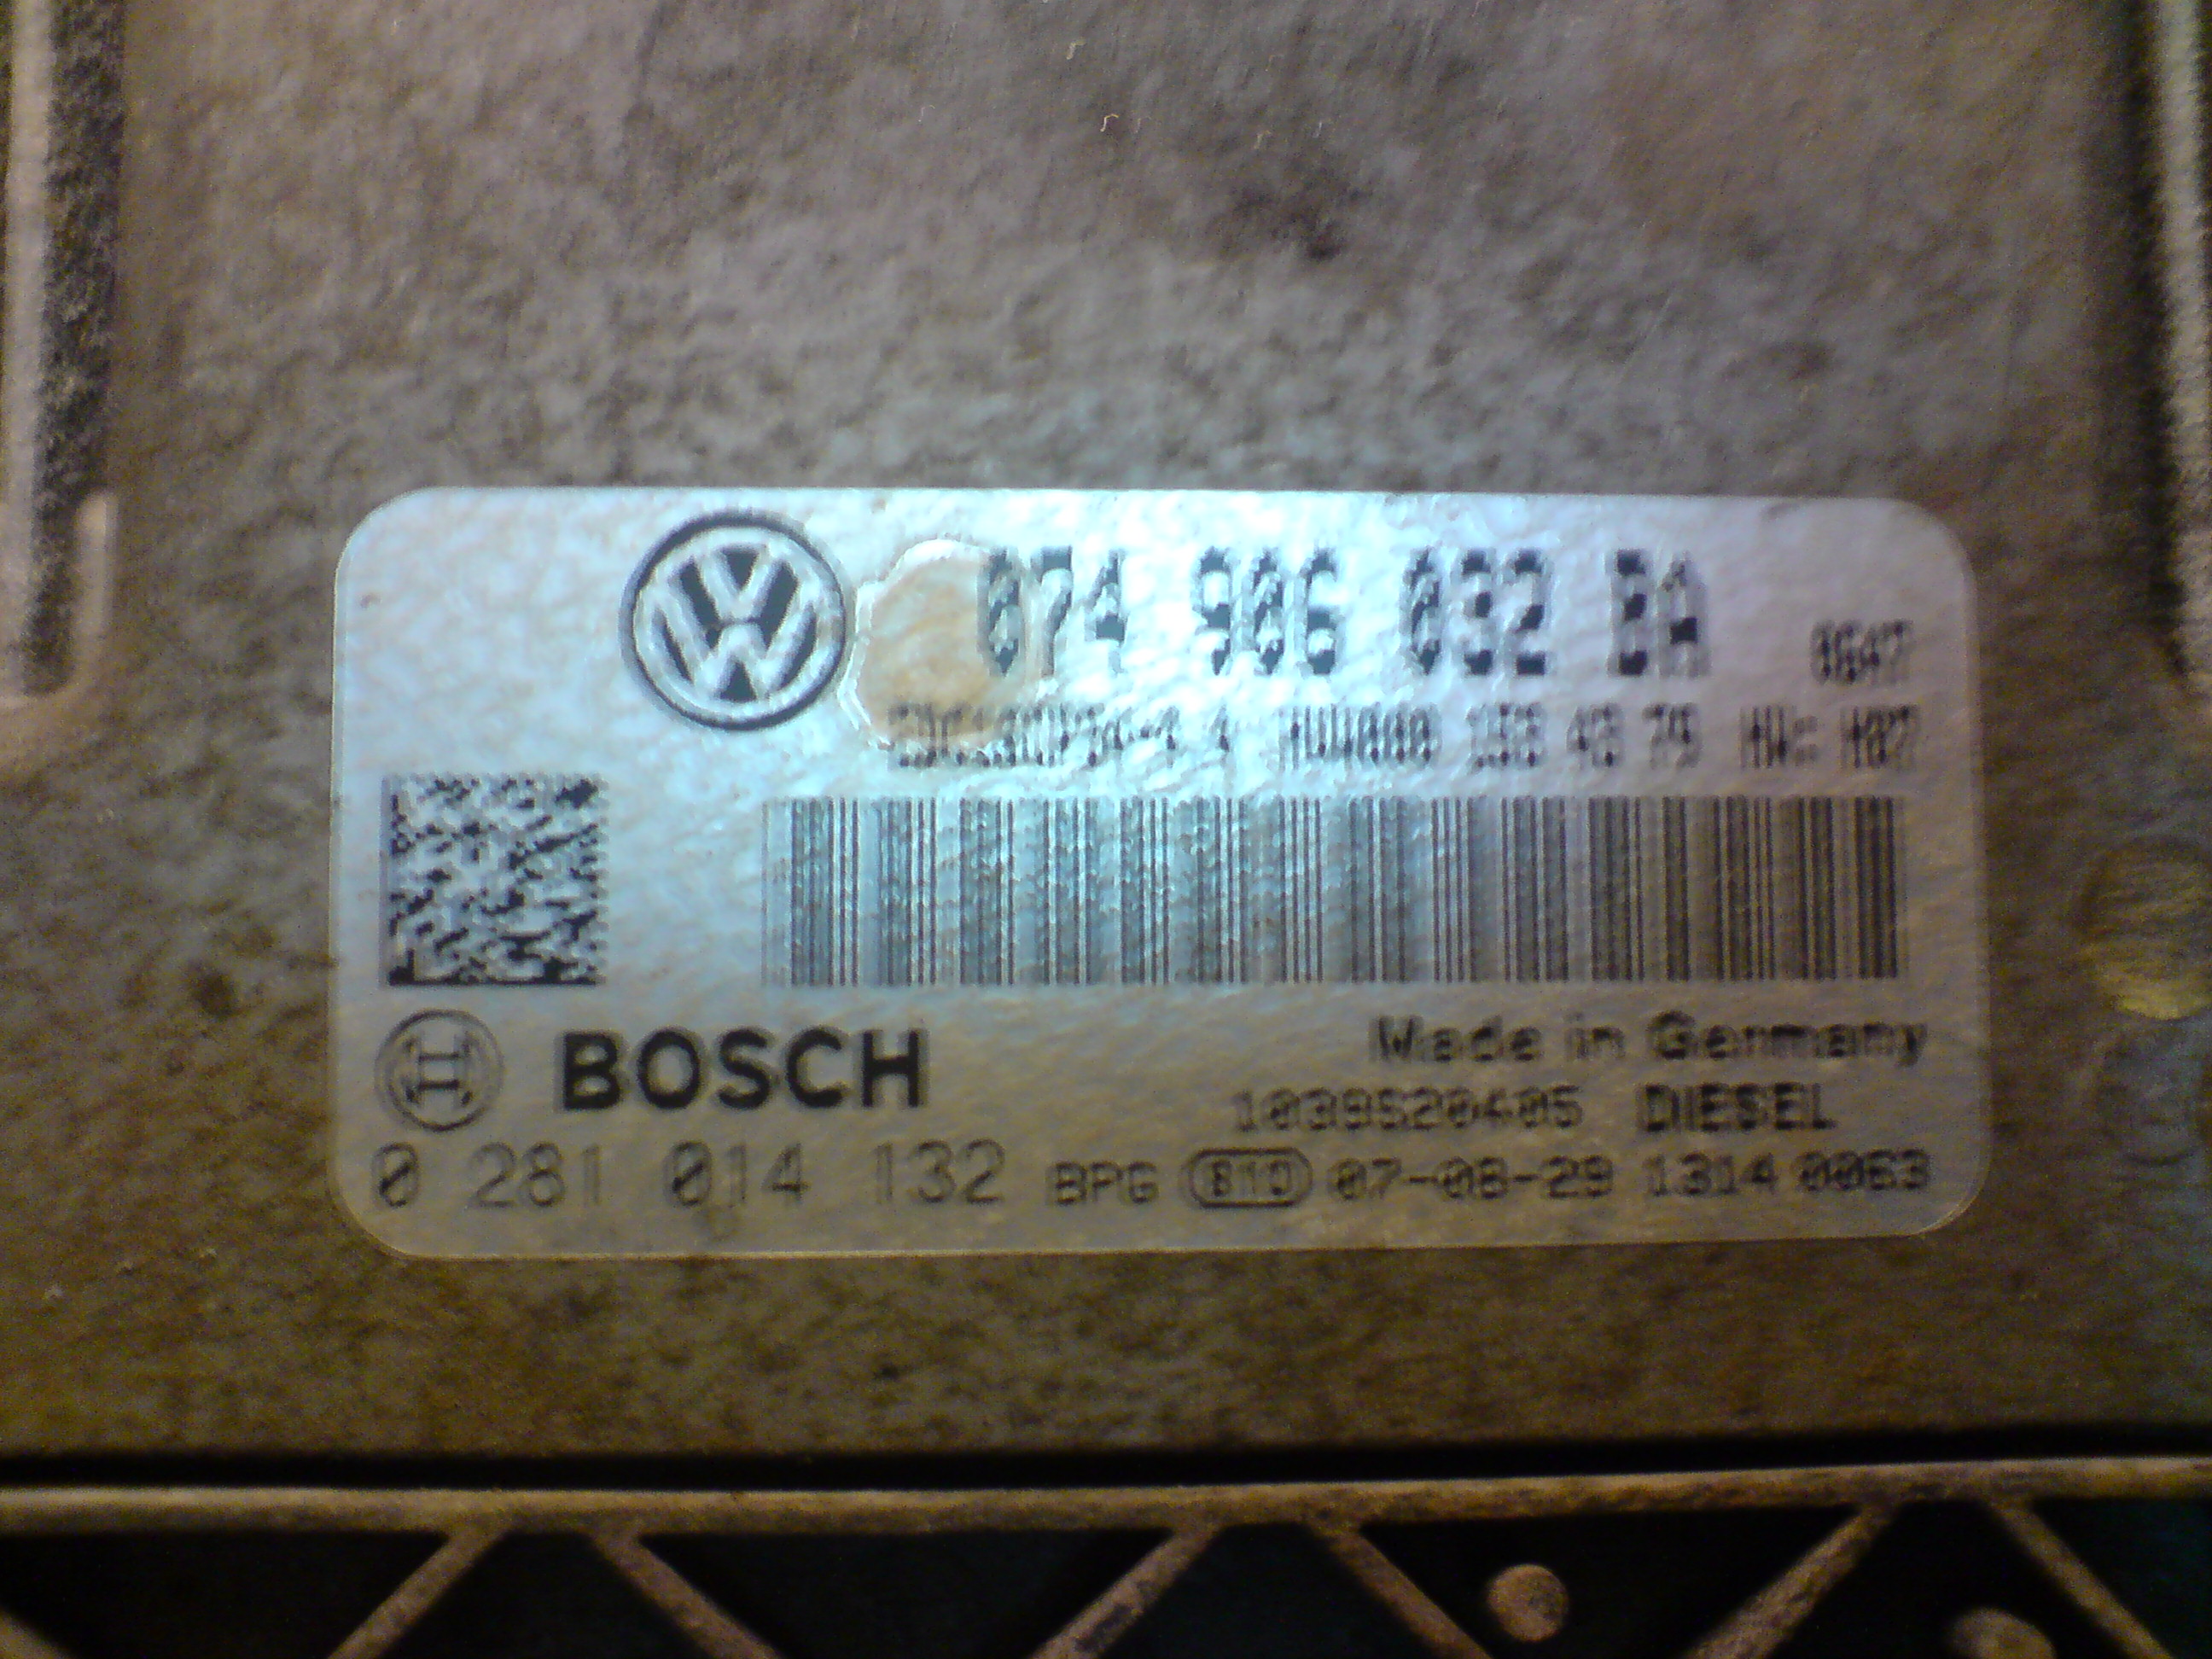 074 906 032 BA
BOSCH
Made in Germany
1039S20405 DIESEL
0 281 014 132 BPG 07-08-29 1314 0063